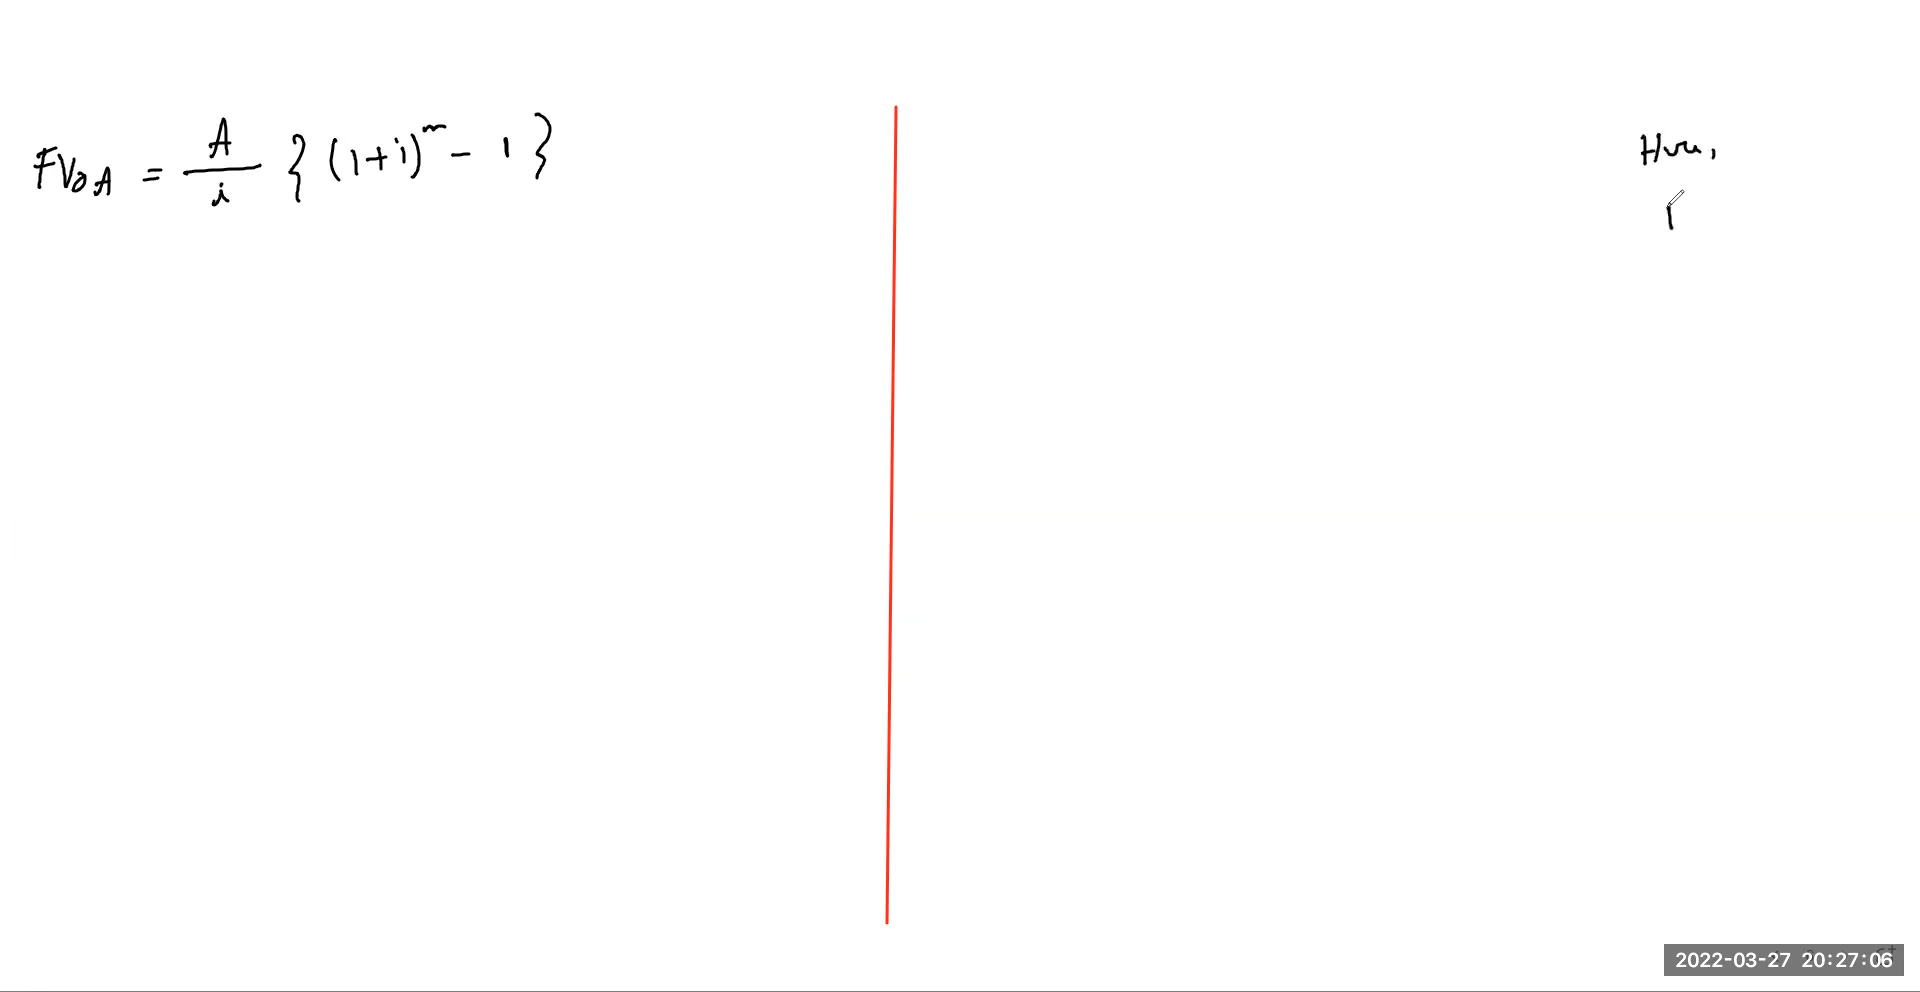 FVoA = A/i { (1+i)^n - 1 }
Here,
2022-03-27 20:27:06